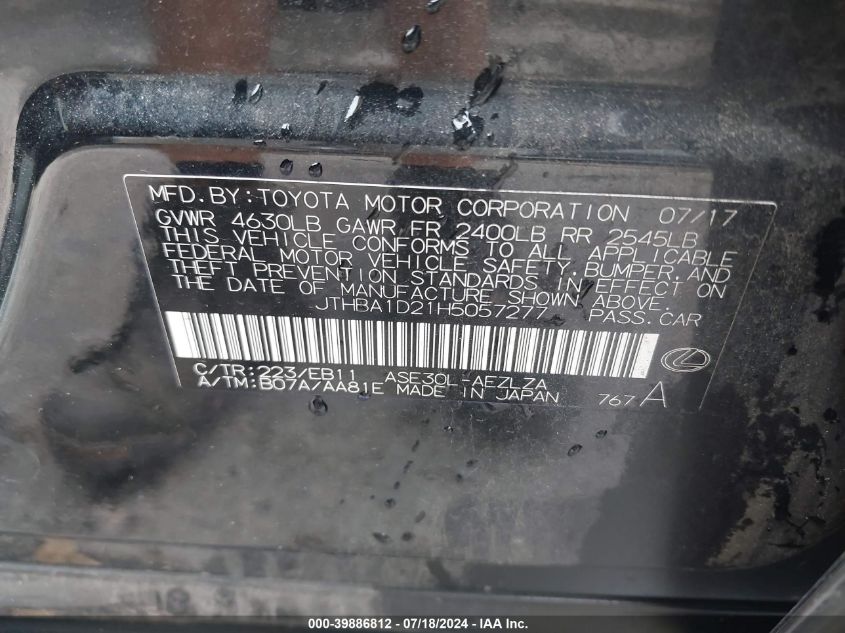 MFD. BY: TOYOTA MOTOR CORPORATION 07/17
GVWR 4630LB GAWR FR 2400LB RR 2545LB
THIS VEHICLE CONFORMS TO ALL APPLICABLE
FEDERAL MOTOR VEHICLE SAFETY, BUMPER, AND
THEFT PREVENTION STANDARDS IN EFFECT ON
THE DATE OF MANUFACTURE SHOWN ABOVE.
JTHBA1D21H5057277 PASS.CAR
C/TR:223/EB11 ASE30L-AEZLZA
A/TM:B07A/AA81E MADE IN JAPAN 767 A
000-39886812 - 07/18/2024 - IAA Inc.